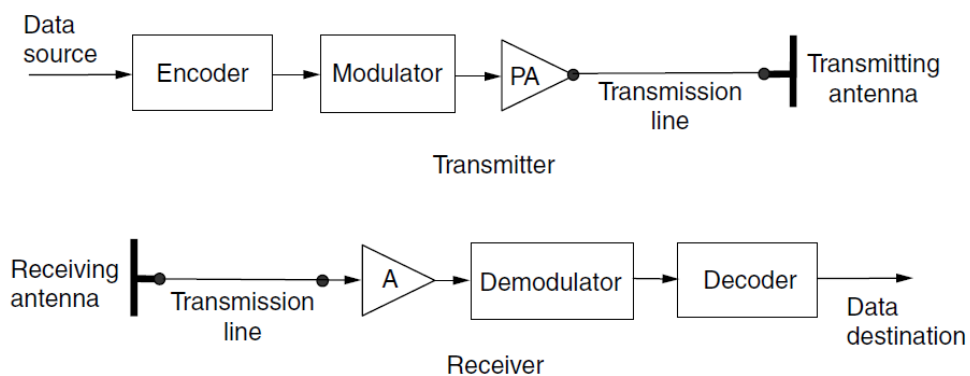 Data
source
Encoder
Modulator
PA
Transmission
line
Transmitting
antenna
Transmitter
Receiving
antenna
Transmission
line
A
Demodulator
Decoder
Data
destination
Receiver